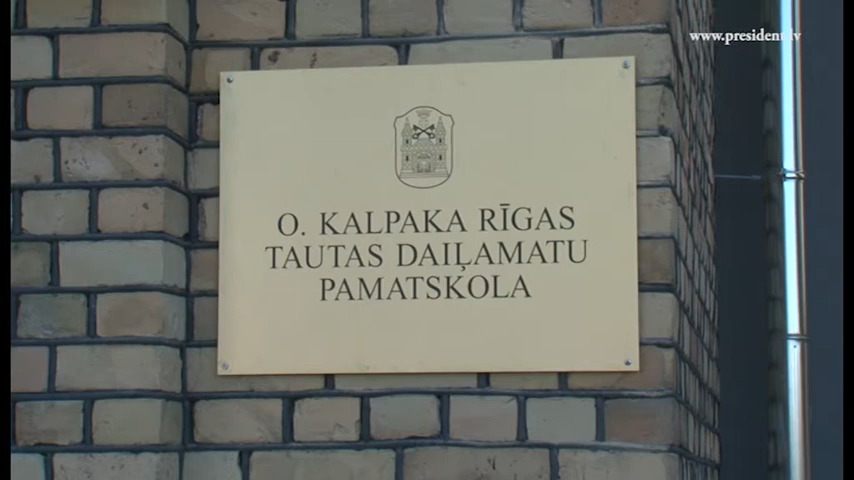 www.president.lv
O. KALPAKA RĪGAS
TAUTAS DAIĻAMATU
PAMATSKOLA